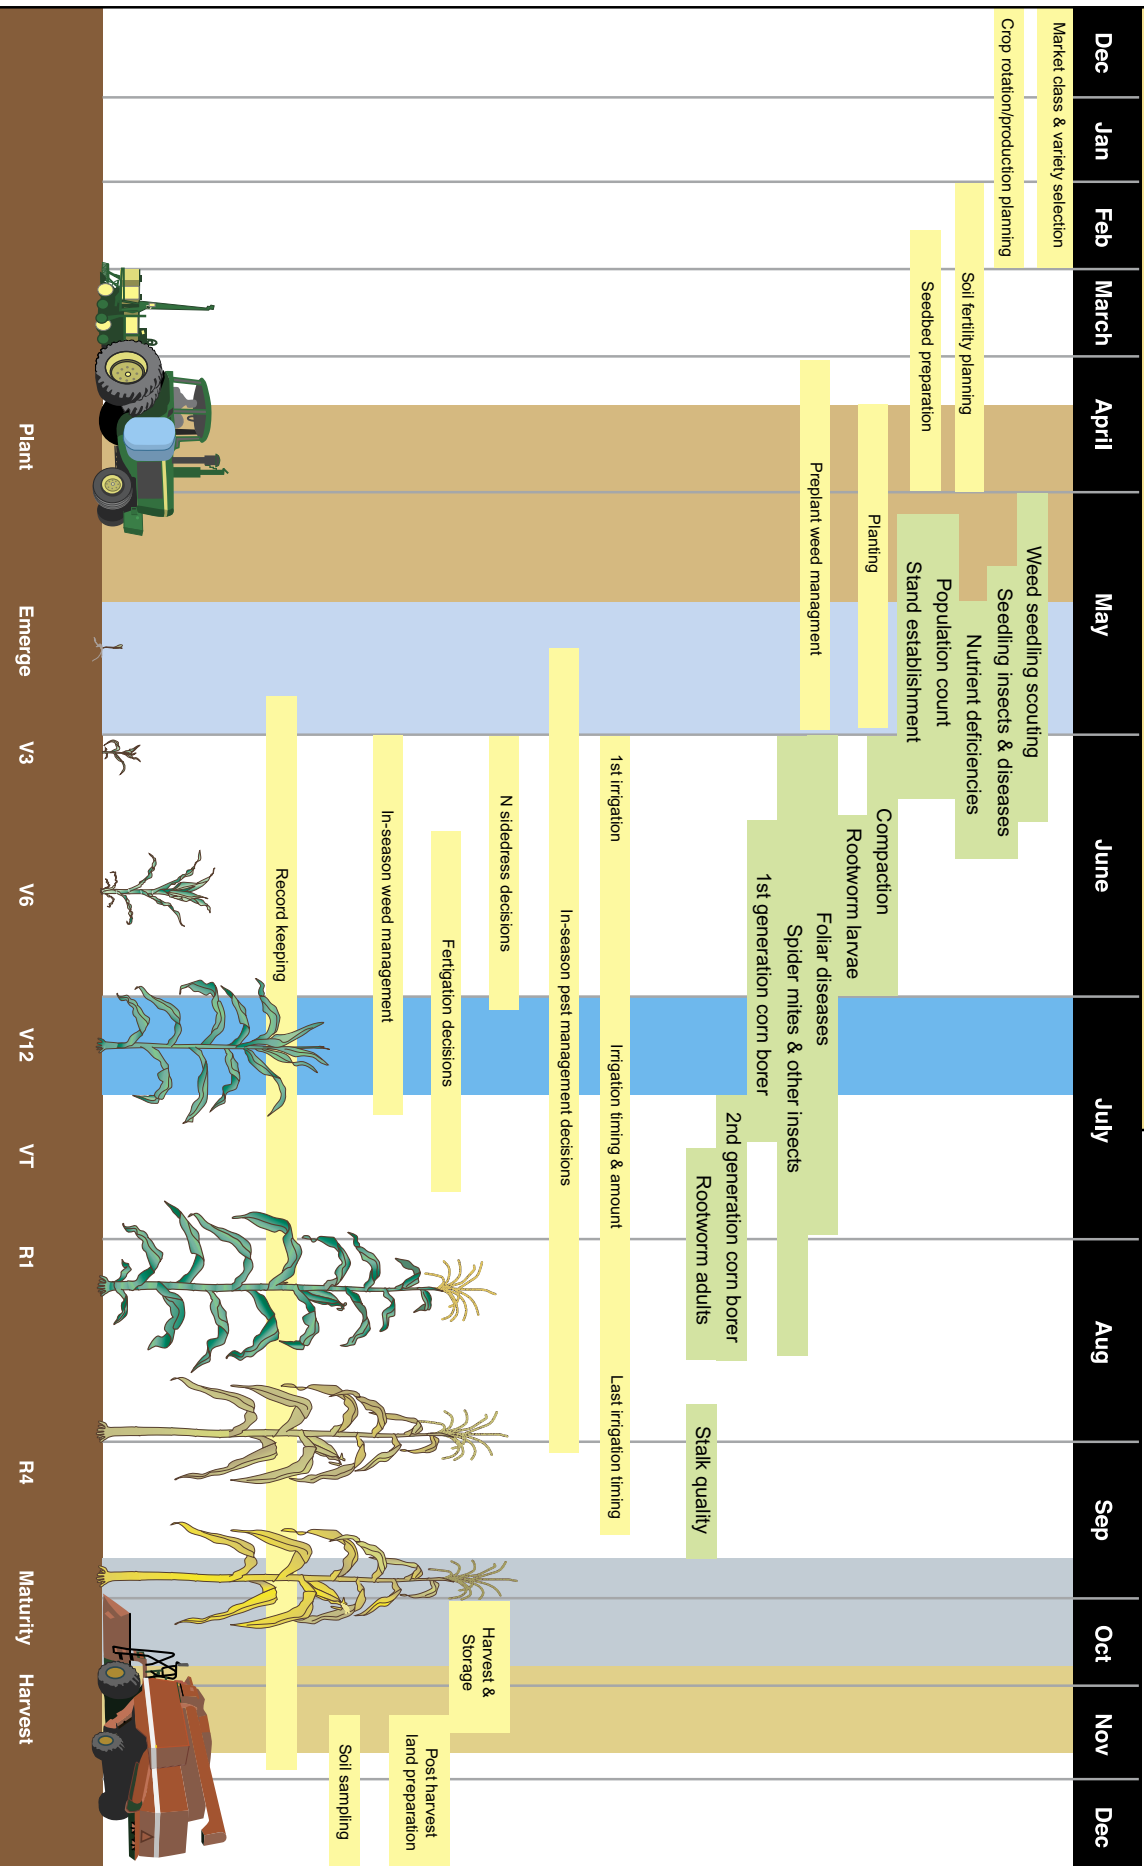 Dec
Jan
Feb
March
April
May
June
July
Aug
Sep
Oct
Nov
Dec
Market class & variety selection
Crop rotation/production planning
Soil fertility planning
Seedbed preparation
Weed seedling scouting
Seedling insects & diseases
Nutrient deficiencies
Population count
Stand establishment
Planting
Preplant weed managment
Compaction
Rootworm larvae
Foliar diseases
Spider mites & other insects
1st generation corn borer
2nd generation corn borer
Rootworm adults
Stalk quality
1st irrigation
Irrigation timing & amount
Last irrigation timing
In-season pest management decisions
N sidedress decisions
Fertigation decisions
In-season weed management
Record keeping
Harvest &
Storage
Post harvest
land preparation
Soil sampling
Plant
Emerge
V3
V6
V12
VT
R1
R4
Maturity
Harvest